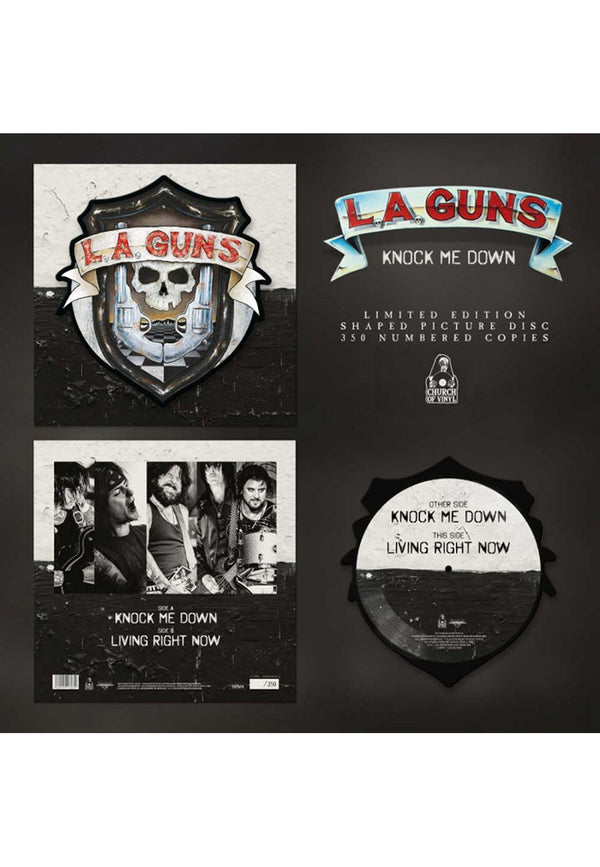 L.A. GUNS
L.A. GUNS
KNOCK ME DOWN
LIMITED EDITION
SHAPED PICTURE DISC
350 NUMBERED COPIES
CHURCH
OF VINYL
SIDE A
KNOCK ME DOWN
SIDE B
LIVING RIGHT NOW
GEMA
/350
OTHER SIDE
KNOCK ME DOWN
THIS SIDE
LIVING RIGHT NOW